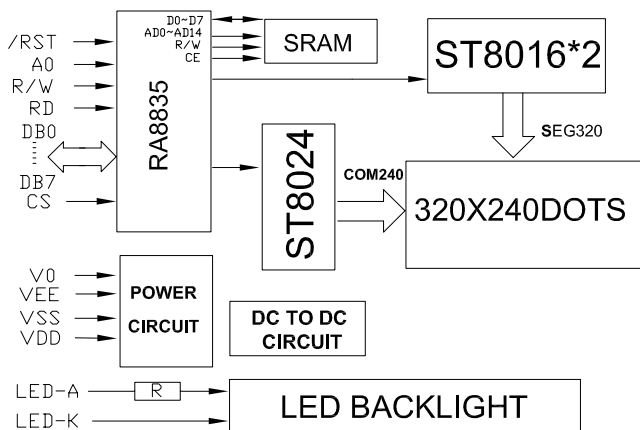 D0~D7
AD0~AD14
R/W
CE
SRAM
ST8016*2
/RST
A0
R/W
RD
DB0
DB7
CS
RA8835
SEG320
ST8024
COM240
320X240DOTS
V0
VEE
VSS
VDD
POWER
CIRCUIT
DC TO DC
CIRCUIT
LED-A
R
LED-K
LED BACKLIGHT